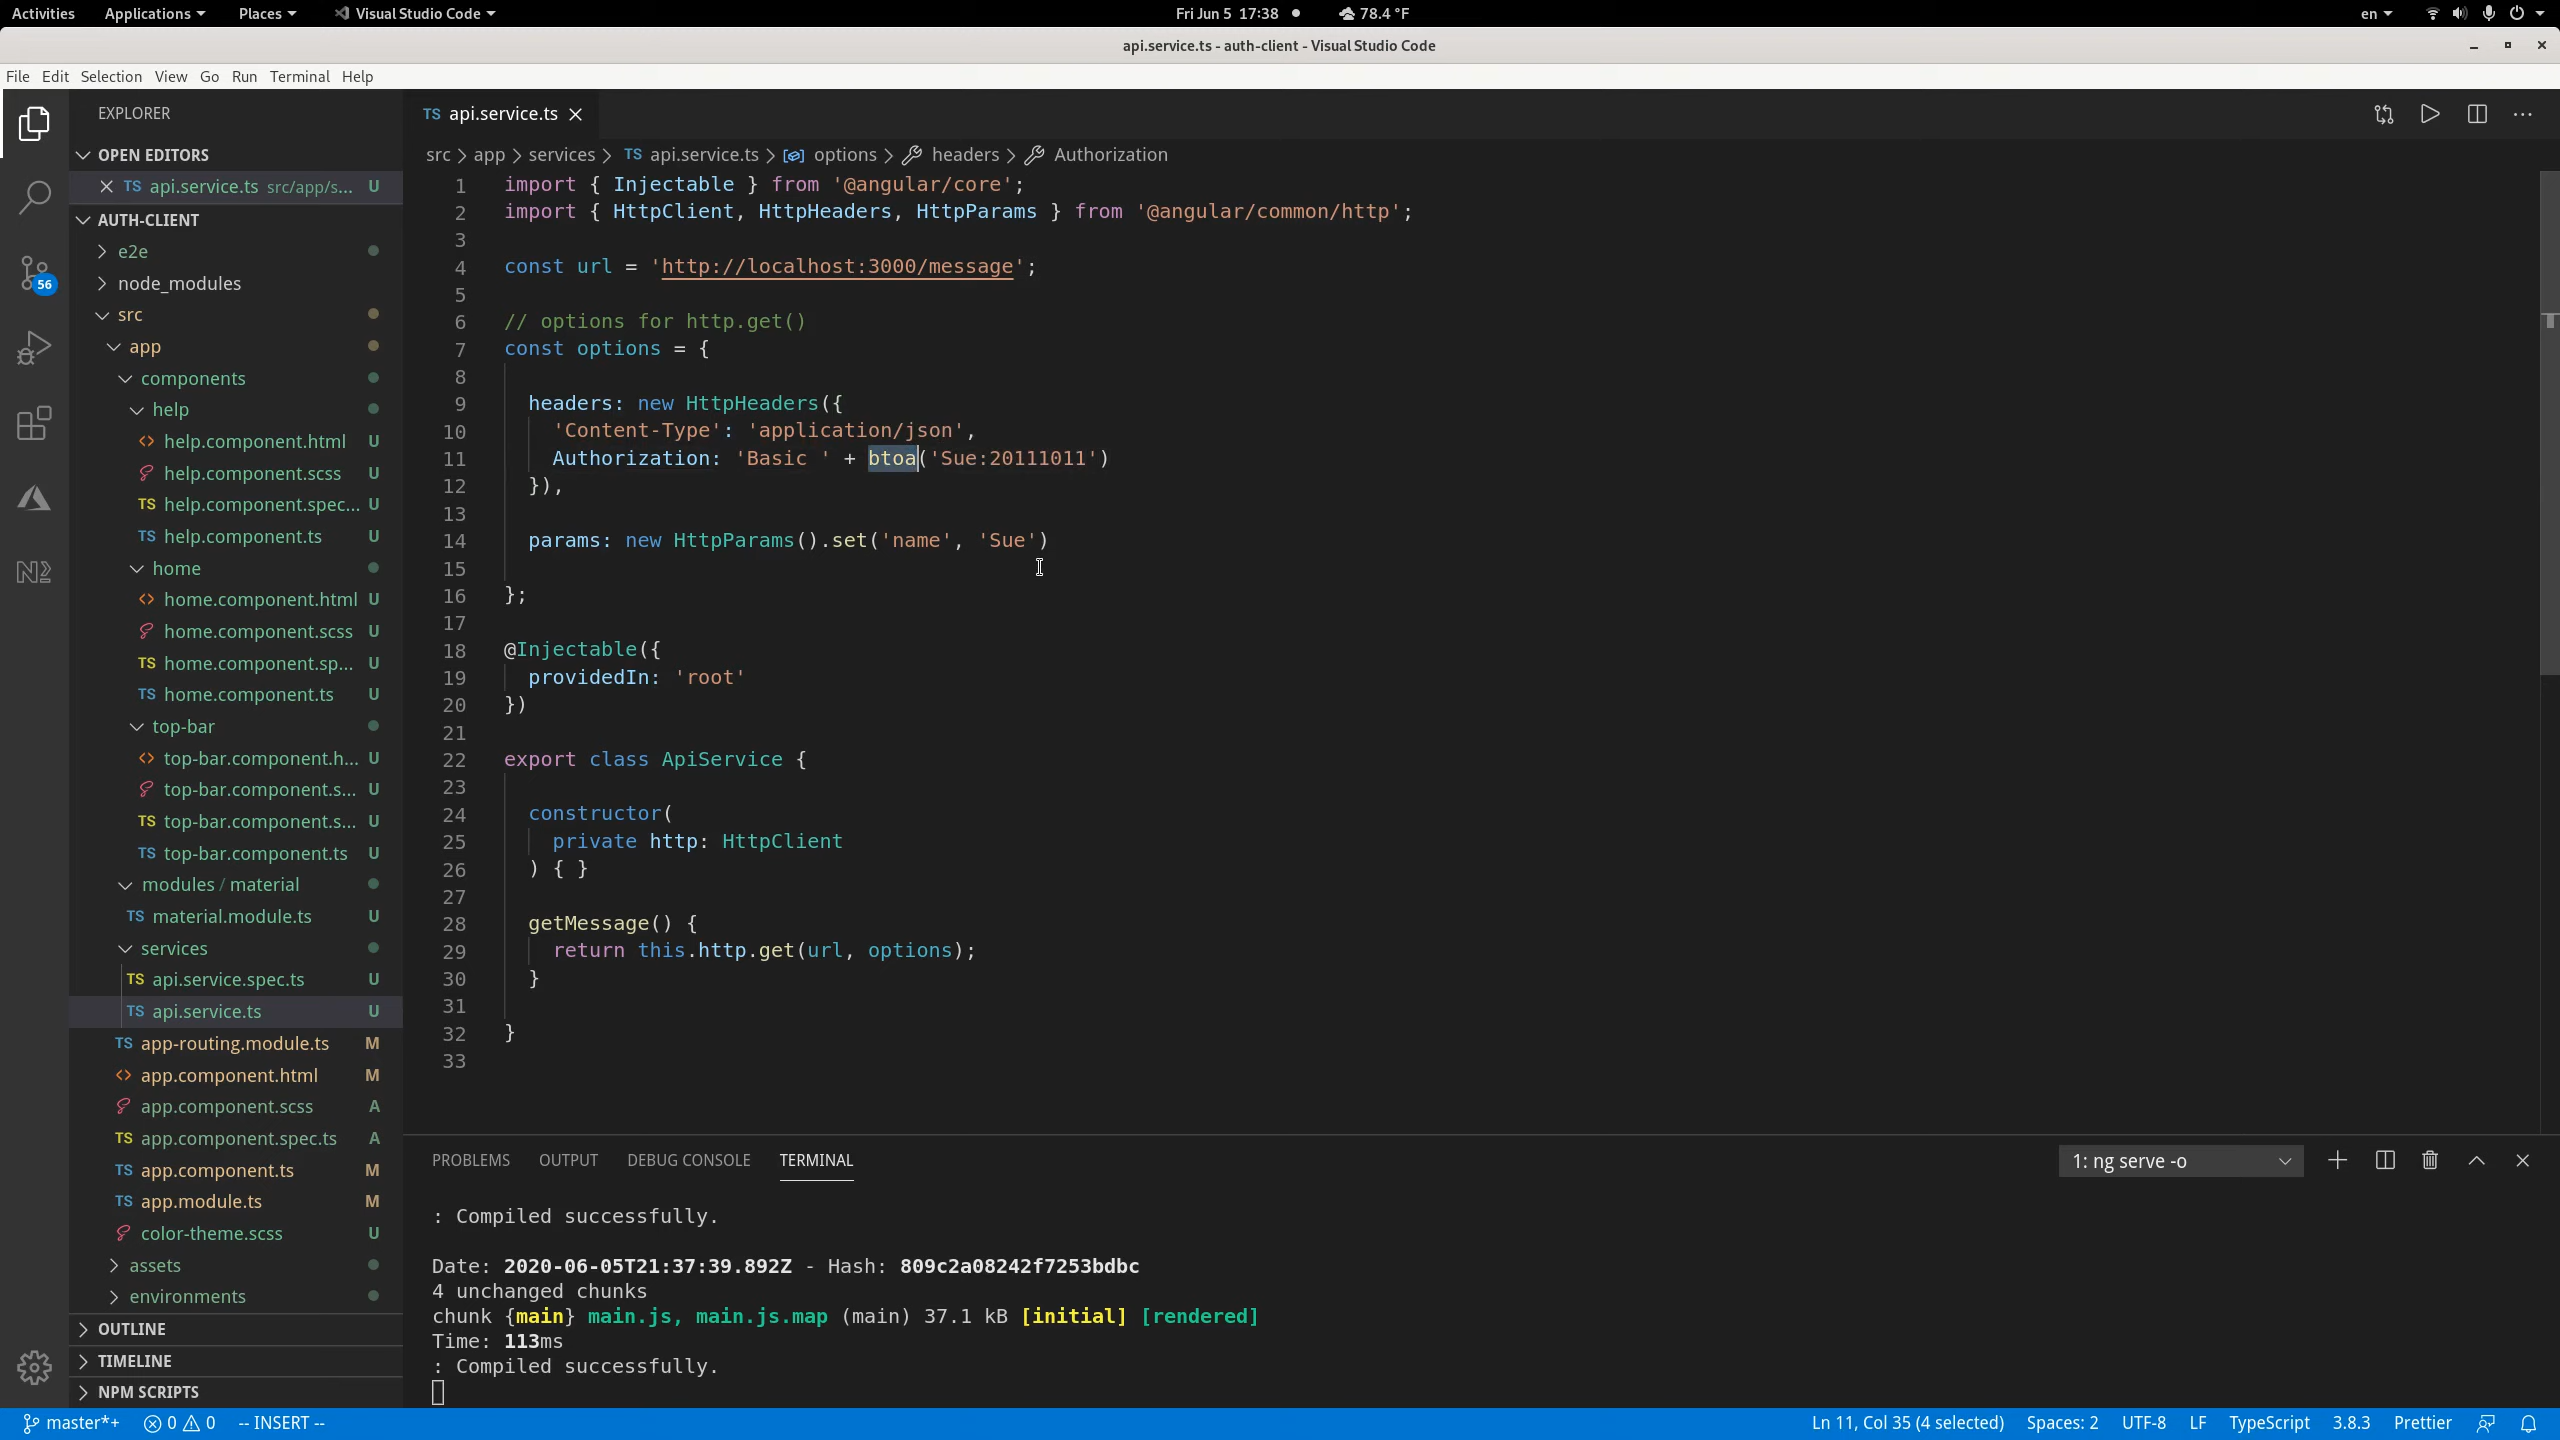 Activities Applications Places Visual Studio Code Fri Jun 5 17:38 78.4 °F en
api.service.ts - auth-client - Visual Studio Code
File Edit Selection View Go Run Terminal Help
EXPLORER
OPEN EDITORS
TS api.service.ts src/app/s... U
AUTH-CLIENT
e2e
node_modules
src
app
components
help
<> help.component.html U
help.component.scss U
TS help.component.spec... U
TS help.component.ts U
home
<> home.component.html U
home.component.scss U
TS home.component.sp... U
TS home.component.ts U
top-bar
<> top-bar.component.h... U
top-bar.component.s... U
TS top-bar.component.s... U
TS top-bar.component.ts U
modules / material
TS material.module.ts U
services
TS api.service.spec.ts U
TS api.service.ts U
TS app-routing.module.ts M
<> app.component.html M
app.component.scss A
TS app.component.spec.ts A
TS app.component.ts M
TS app.module.ts M
color-theme.scss U
assets
environments
OUTLINE
TIMELINE
NPM SCRIPTS
56
N
TS api.service.ts
src > app > services > TS api.service.ts > options > headers > Authorization
1 import { Injectable } from '@angular/core';
2 import { HttpClient, HttpHeaders, HttpParams } from '@angular/common/http';
3
4 const url = 'http://localhost:3000/message';
5
6 // options for http.get()
7 const options = {
8
9 headers: new HttpHeaders({
10 'Content-Type': 'application/json',
11 Authorization: 'Basic ' + btoa('Sue:20111011')
12 }),
13
14 params: new HttpParams().set('name', 'Sue')
15
16 };
17
18 @Injectable({
19 providedIn: 'root'
20 })
21
22 export class ApiService {
23
24 constructor(
25 private http: HttpClient
26 ) { }
27
28 getMessage() {
29 return this.http.get(url, options);
30 }
31
32 }
33
PROBLEMS OUTPUT DEBUG CONSOLE TERMINAL 1: ng serve -o
: Compiled successfully.
Date: 2020-06-05T21:37:39.892Z - Hash: 809c2a08242f7253bdbc
4 unchanged chunks
chunk {main} main.js, main.js.map (main) 37.1 kB [initial] [rendered]
Time: 113ms
: Compiled successfully.
master*+ 0 0 -- INSERT -- Ln 11, Col 35 (4 selected) Spaces: 2 UTF-8 LF TypeScript 3.8.3 Prettier